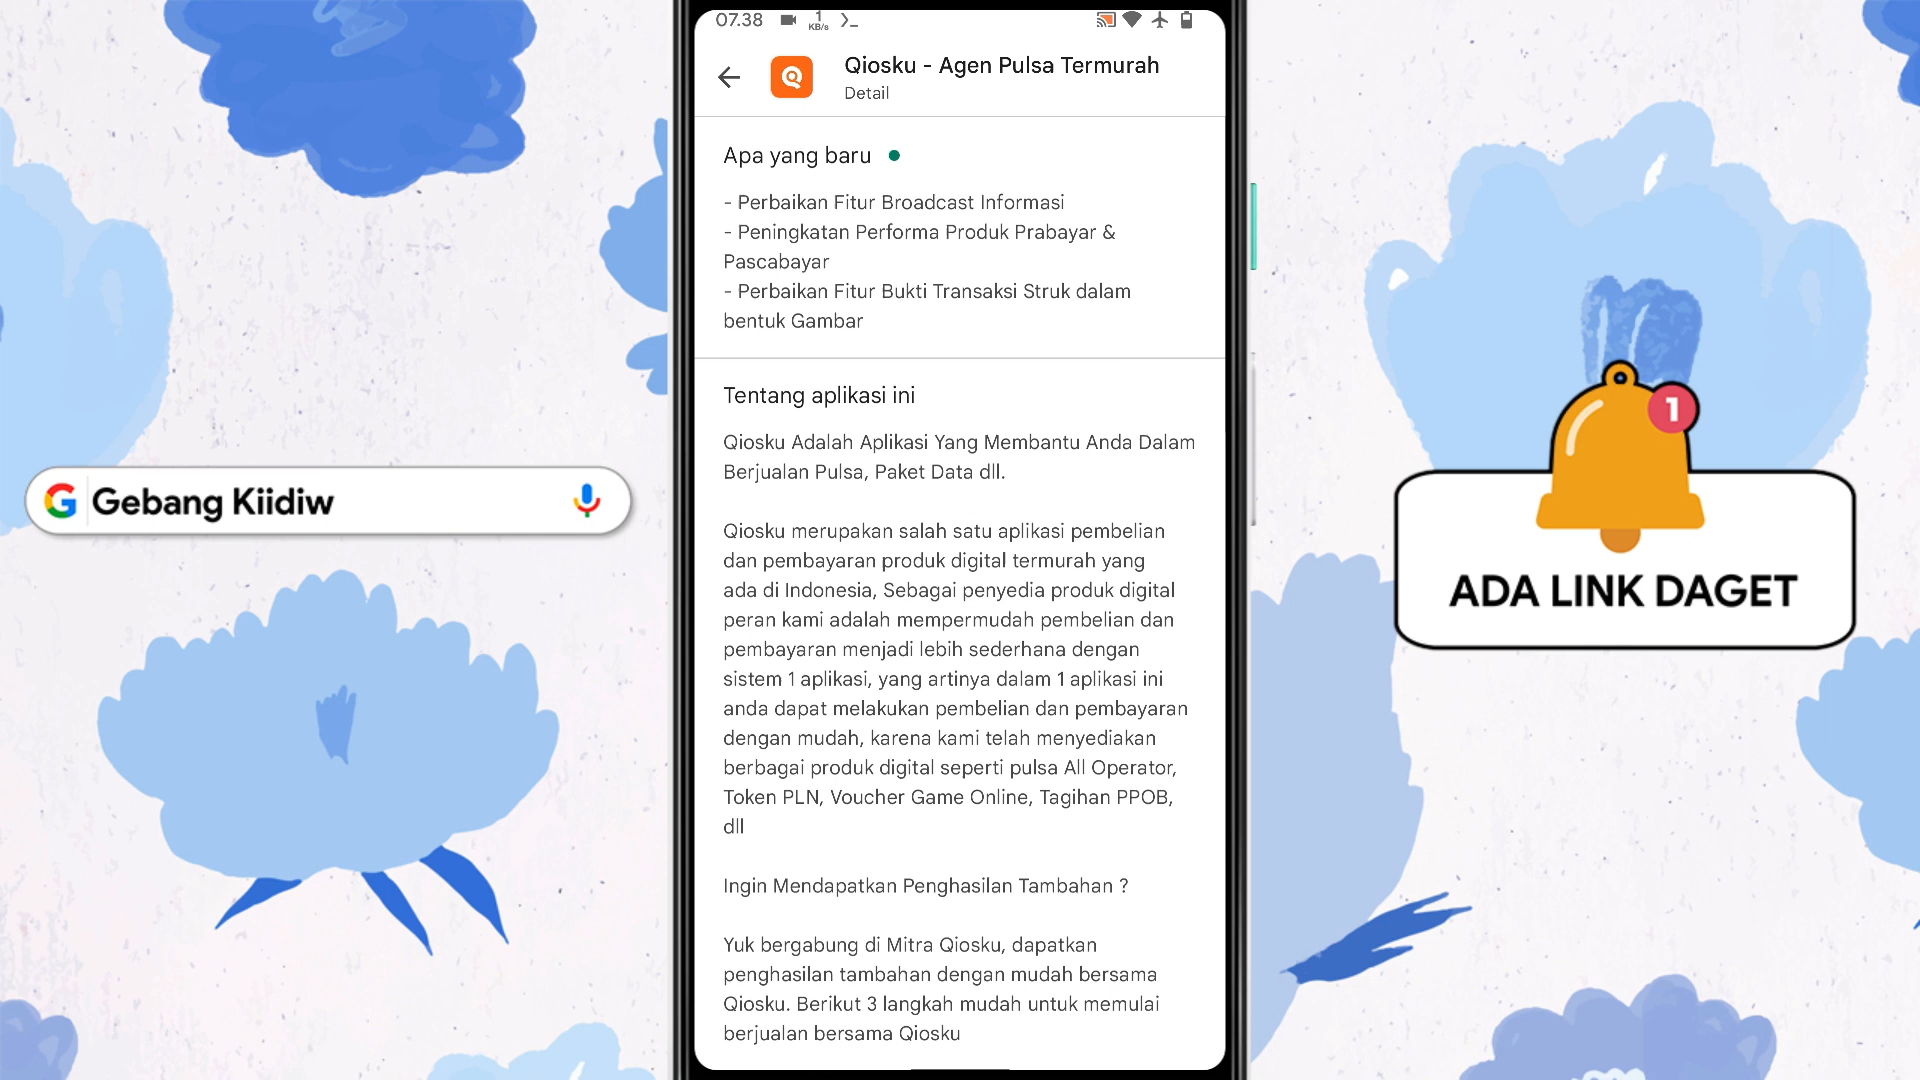 07.38
1
KB/s
Qiosku - Agen Pulsa Termurah
Detail
Apa yang baru
- Perbaikan Fitur Broadcast Informasi
- Peningkatan Performa Produk Prabayar &
Pascabayar
- Perbaikan Fitur Bukti Transaksi Struk dalam
bentuk Gambar
Tentang aplikasi ini
Qiosku Adalah Aplikasi Yang Membantu Anda Dalam
Berjualan Pulsa, Paket Data dll.
Qiosku merupakan salah satu aplikasi pembelian
dan pembayaran produk digital termurah yang
ada di Indonesia, Sebagai penyedia produk digital
peran kami adalah mempermudah pembelian dan
pembayaran menjadi lebih sederhana dengan
sistem 1 aplikasi, yang artinya dalam 1 aplikasi ini
anda dapat melakukan pembelian dan pembayaran
dengan mudah, karena kami telah menyediakan
berbagai produk digital seperti pulsa All Operator,
Token PLN, Voucher Game Online, Tagihan PPOB,
dll
Ingin Mendapatkan Penghasilan Tambahan ?
Yuk bergabung di Mitra Qiosku, dapatkan
penghasilan tambahan dengan mudah bersama
Qiosku. Berikut 3 langkah mudah untuk memulai
berjualan bersama Qiosku
Gebang Kiidiw
1
ADA LINK DAGET